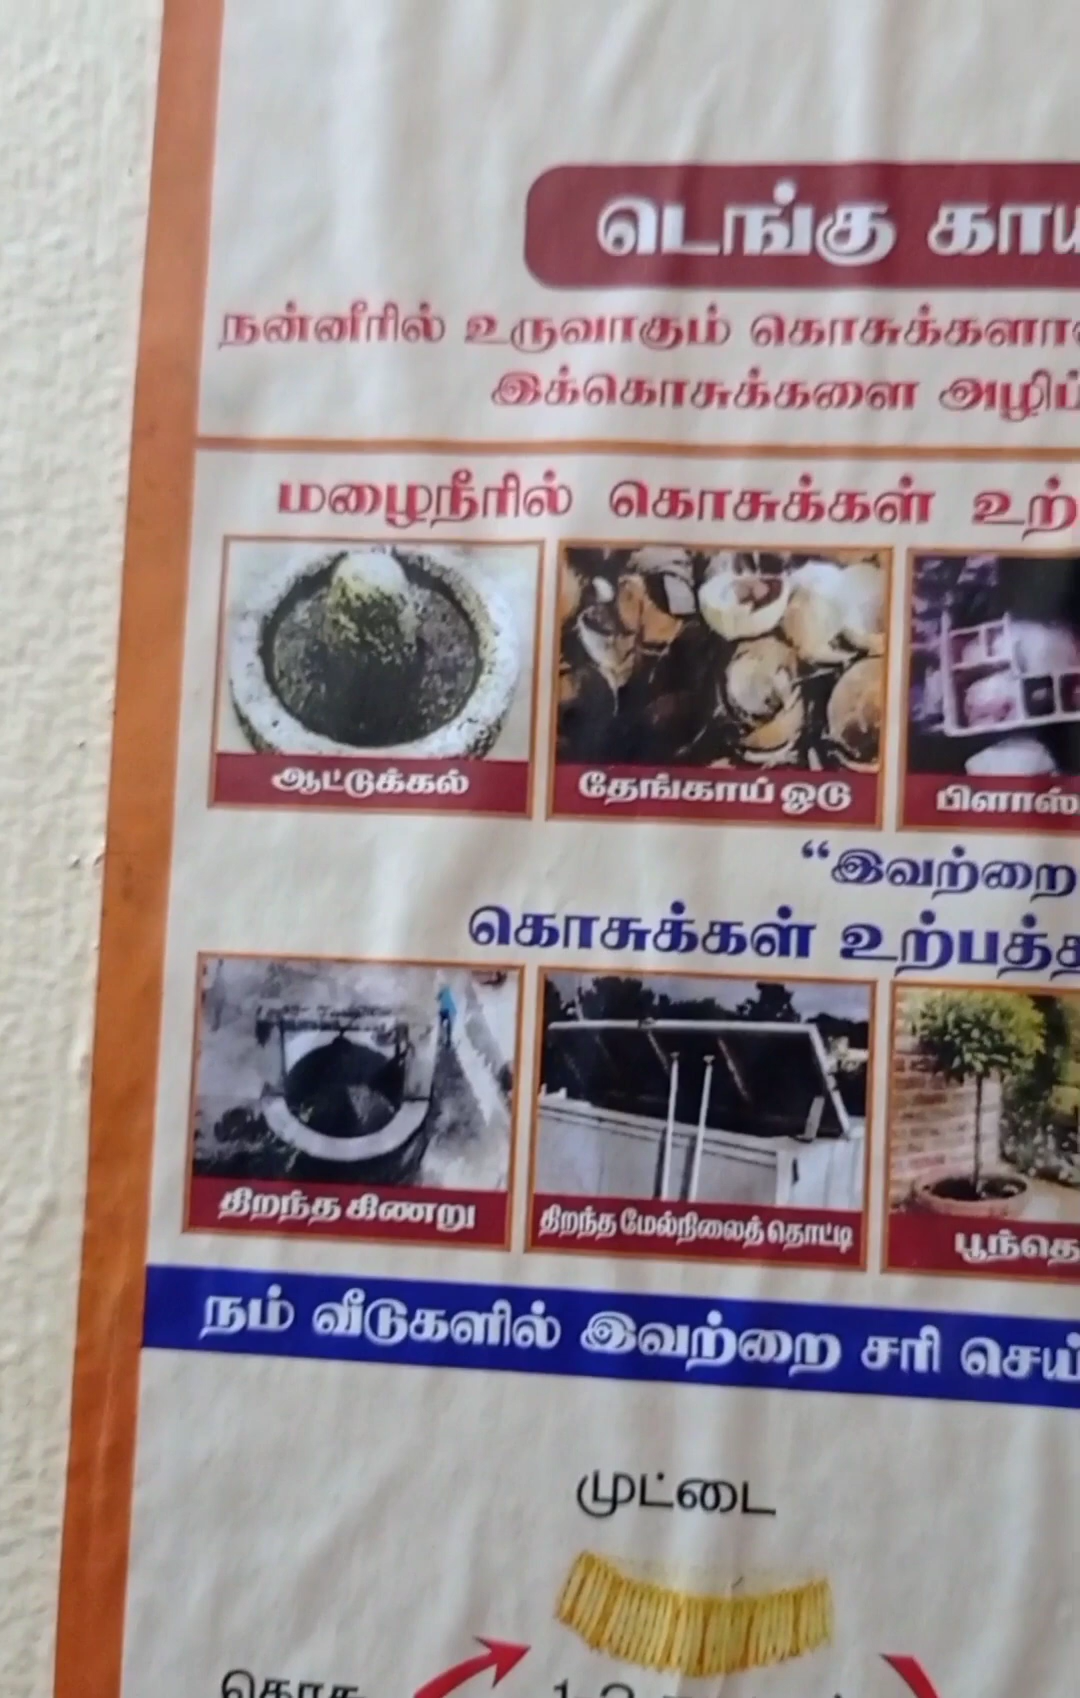 டெங்கு காய
நன்னீரில் உருவாகும் கொசுக்களா
இக்கொசுக்களை அழிப்
மழைநீரில் கொசுக்கள் உற்
ஆட்டுக்கல்
தேங்காய் ஓடு
பிளாஸ்
“இவற்றை
கொசுக்கள் உற்பத்த
திறந்த கிணறு
திறந்த மேல்நிலைத் தொட்டி
பூந்தொ
நம் வீடுகளில் இவற்றை சரி செய்
முட்டை